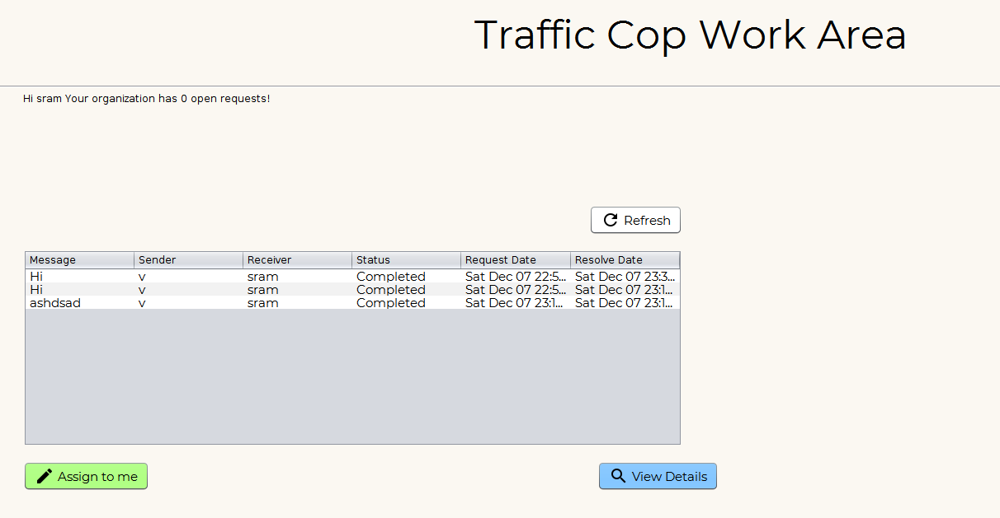 Traffic Cop Work Area
Hi sram Your organization has 0 open requests!
Refresh
Message Sender Receiver Status Request Date Resolve Date
Hi v sram Completed Sat Dec 07 22:5... Sat Dec 07 23:3...
Hi v sram Completed Sat Dec 07 22:5... Sat Dec 07 23:1...
ashdsad v sram Completed Sat Dec 07 23:1... Sat Dec 07 23:1...
Assign to me View Details